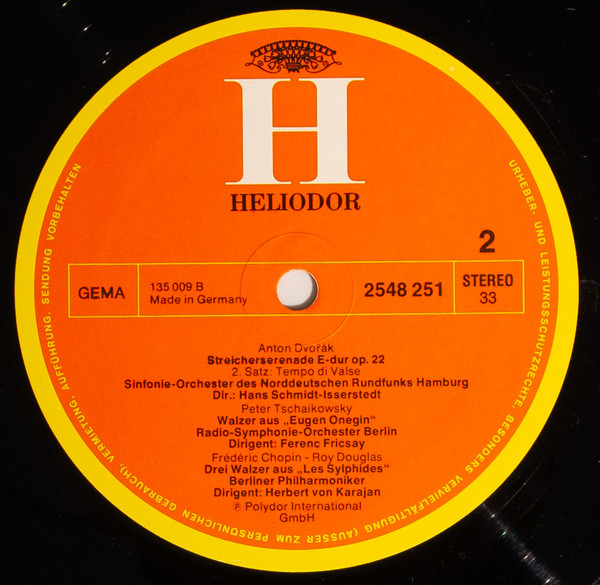 H
HELIODOR
2
GEMA
135 009 B
Made in Germany
2548 251
STEREO
33
Anton Dvořák
Streicherserenade E-dur op. 22
2. Satz: Tempo di Valse
Sinfonie-Orchester des Norddeutschen Rundfunks Hamburg
Dir.: Hans Schmidt-Isserstedt
Peter Tschaikowsky
Walzer aus „Eugen Onegin“
Radio-Symphonie-Orchester Berlin
Dirigent: Ferenc Fricsay
Frédéric Chopin - Roy Douglas
Drei Walzer aus „Les Sylphides“
Berliner Philharmoniker
Dirigent: Herbert von Karajan
Ⓟ Polydor International
GmbH
URHEBER- UND LEISTUNGSSCHUTZRECHTE, BESONDERS VERVIELFÄLTIGUNG (AUSSER ZUM PERSÖNLICHEN GEBRAUCH), VERMIETUNG, AUFFÜHRUNG, SENDUNG VORBEHALTEN